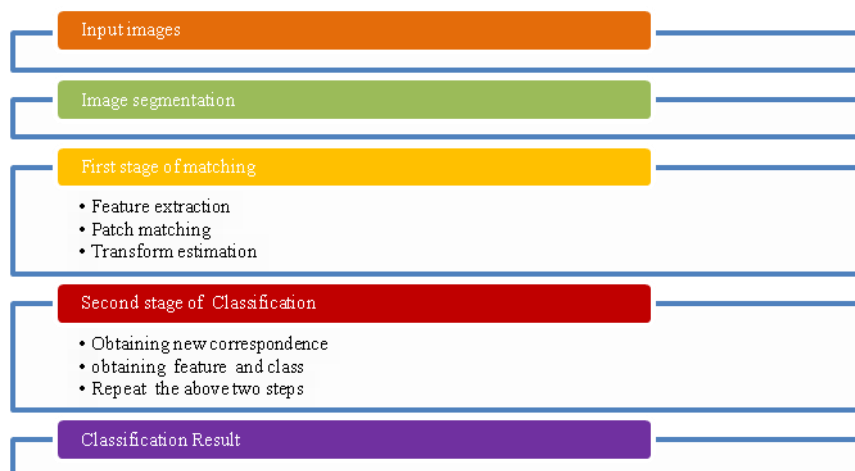 Input images
Image segmentation
First stage of matching
• Feature extraction
• Patch matching
• Transform estimation
Second stage of Classification
• Obtaining new correspondence
• obtaining feature and class
• Repeat the above two steps
Classification Result